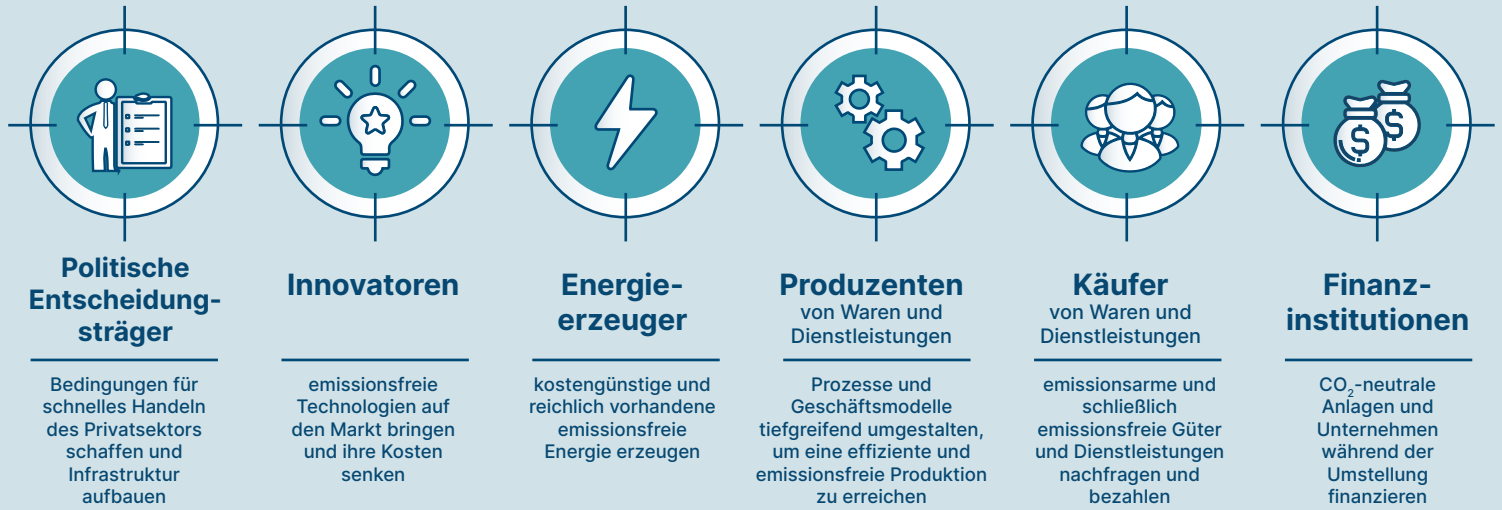 Politische
Entscheidung-
sträger
Bedingungen für
schnelles Handeln
des Privatsektors
schaffen und
Infrastruktur
aufbauen
Innovatoren
emissionsfreie
Technologien auf
den Markt bringen
und ihre Kosten
senken
Energie-
erzeuger
kostengünstige und
reichlich vorhandene
emissionsfreie
Energie erzeugen
Produzenten
von Waren und
Dienstleistungen
Prozesse und
Geschäftsmodelle
tiefgreifend umgestalten,
um eine effiziente und
emissionsfreie Produktion
zu erreichen
Käufer
von Waren und
Dienstleistungen
emissionsarme und
schließlich
emissionsfreie Güter
und Dienstleistungen
nachfragen und
bezahlen
$ $
Finanz-
institutionen
CO₂-neutrale
Anlagen und
Unternehmen
während der
Umstellung
finanzieren